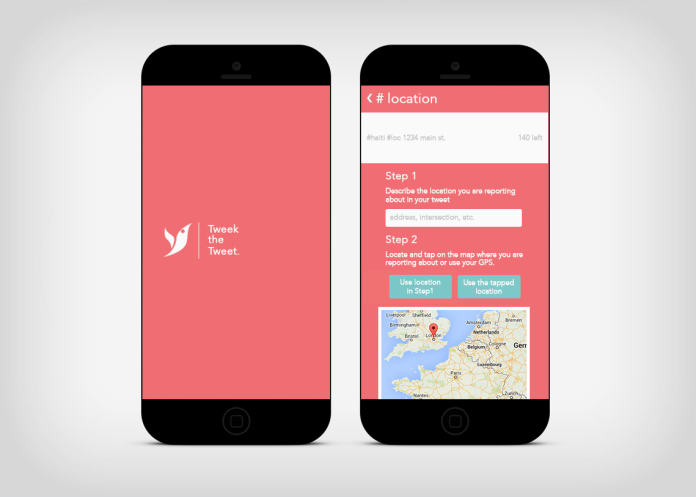 Tweek
the
Tweet.
# location
#haiti #loc 1234 main st. 140 left
Step 1
Describe the location you are reporting
about in your tweet
address, intersection, etc.
Step 2
Locate and tap on the map where you are
reporting about or use your GPS.
Use location
in Step1
Use the tapped
location
Liverpool Sheffield
Birmingham
Bristol London
Amsterdam Bremen
Netherlands
Belgium Cologne Gerr
Luxembourg
Paris
Nantes
Zurich